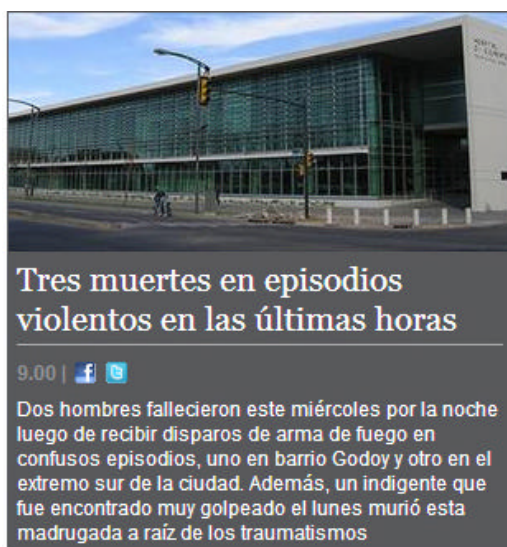 Tres muertes en episodios
violentos en las últimas horas
9.00 |
Dos hombres fallecieron este miércoles por la noche
luego de recibir disparos de arma de fuego en
confusos episodios, uno en barrio Godoy y otro en el
extremo sur de la ciudad. Además, un indigente que
fue encontrado muy golpeado el lunes murió esta
madrugada a raíz de los traumatismos